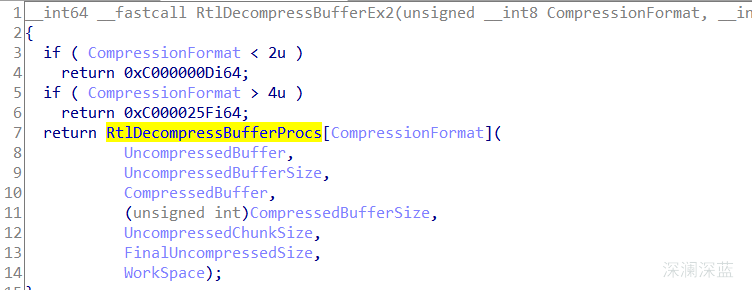 1 __int64 __fastcall RtlDecompressBufferEx2(unsigned __int8 CompressionFormat,
2 {
3 if ( CompressionFormat < 2u )
4 return 0xC000000Di64;
5 if ( CompressionFormat > 4u )
6 return 0xC000025Fi64;
7 return RtlDecompressBufferProcs[CompressionFormat](
8 UncompressedBuffer,
9 UncompressedBufferSize,
10 CompressedBuffer,
11 (unsigned int)CompressedBufferSize,
12 UncompressedChunkSize,
13 FinalUncompressedSize,
14 WorkSpace);
深澜深蓝